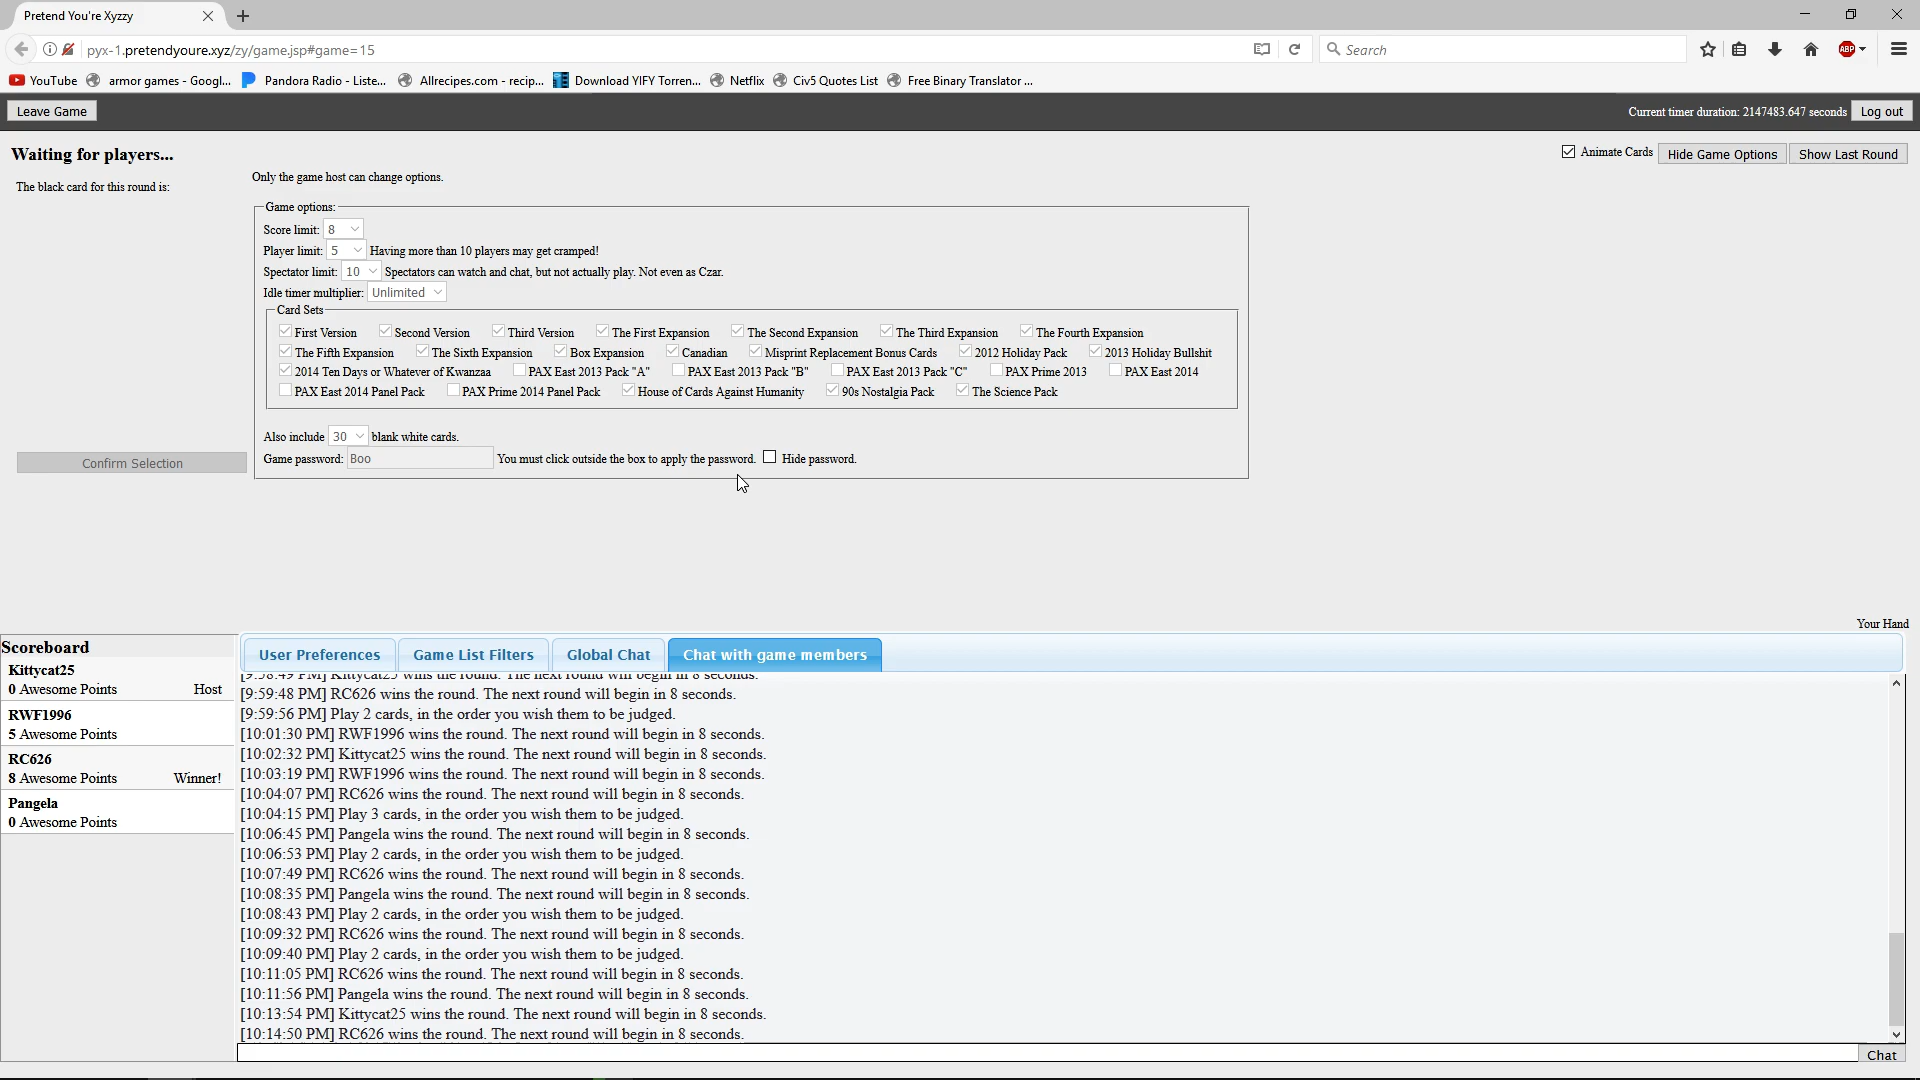 Pretend You're Xyzzy
pyx-1.pretendyoure.xyz/zy/game.jsp#game=15
Search
ABP
YouTube armor games - Googl... Pandora Radio - Liste... Allrecipes.com - recip... Download YIFY Torren... Netflix Civ5 Quotes List Free Binary Translator ...
Leave Game
Current timer duration: 2147483.647 seconds
Log out
Waiting for players...
Animate Cards
Hide Game Options
Show Last Round
The black card for this round is:
Only the game host can change options.
Game options:
Score limit: 8
Player limit: 5 Having more than 10 players may get cramped!
Spectator limit: 10 Spectators can watch and chat, but not actually play. Not even as Czar.
Idle timer multiplier: Unlimited
Card Sets
First Version Second Version Third Version The First Expansion The Second Expansion The Third Expansion The Fourth Expansion
The Fifth Expansion The Sixth Expansion Box Expansion Canadian Misprint Replacement Bonus Cards 2012 Holiday Pack 2013 Holiday Bullshit
2014 Ten Days or Whatever of Kwanzaa PAX East 2013 Pack "A" PAX East 2013 Pack "B" PAX East 2013 Pack "C" PAX Prime 2013 PAX East 2014
PAX East 2014 Panel Pack PAX Prime 2014 Panel Pack House of Cards Against Humanity 90s Nostalgia Pack The Science Pack
Also include 30 blank white cards.
Game password: Boo You must click outside the box to apply the password. Hide password.
Confirm Selection
Your Hand
Scoreboard
Kittycat25
0 Awesome Points Host
RWF1996
5 Awesome Points
RC626
8 Awesome Points Winner!
Pangela
0 Awesome Points
User Preferences Game List Filters Global Chat Chat with game members
[9:58:49 PM] Kittycat25 wins the round. The next round will begin in 8 seconds.
[9:59:48 PM] RC626 wins the round. The next round will begin in 8 seconds.
[9:59:56 PM] Play 2 cards, in the order you wish them to be judged.
[10:01:30 PM] RWF1996 wins the round. The next round will begin in 8 seconds.
[10:02:32 PM] Kittycat25 wins the round. The next round will begin in 8 seconds.
[10:03:19 PM] RWF1996 wins the round. The next round will begin in 8 seconds.
[10:04:07 PM] RC626 wins the round. The next round will begin in 8 seconds.
[10:04:15 PM] Play 3 cards, in the order you wish them to be judged.
[10:06:45 PM] Pangela wins the round. The next round will begin in 8 seconds.
[10:06:53 PM] Play 2 cards, in the order you wish them to be judged.
[10:07:49 PM] RC626 wins the round. The next round will begin in 8 seconds.
[10:08:35 PM] Pangela wins the round. The next round will begin in 8 seconds.
[10:08:43 PM] Play 2 cards, in the order you wish them to be judged.
[10:09:32 PM] RC626 wins the round. The next round will begin in 8 seconds.
[10:09:40 PM] Play 2 cards, in the order you wish them to be judged.
[10:11:05 PM] RC626 wins the round. The next round will begin in 8 seconds.
[10:11:56 PM] Pangela wins the round. The next round will begin in 8 seconds.
[10:13:54 PM] Kittycat25 wins the round. The next round will begin in 8 seconds.
[10:14:50 PM] RC626 wins the round. The next round will begin in 8 seconds.
Chat